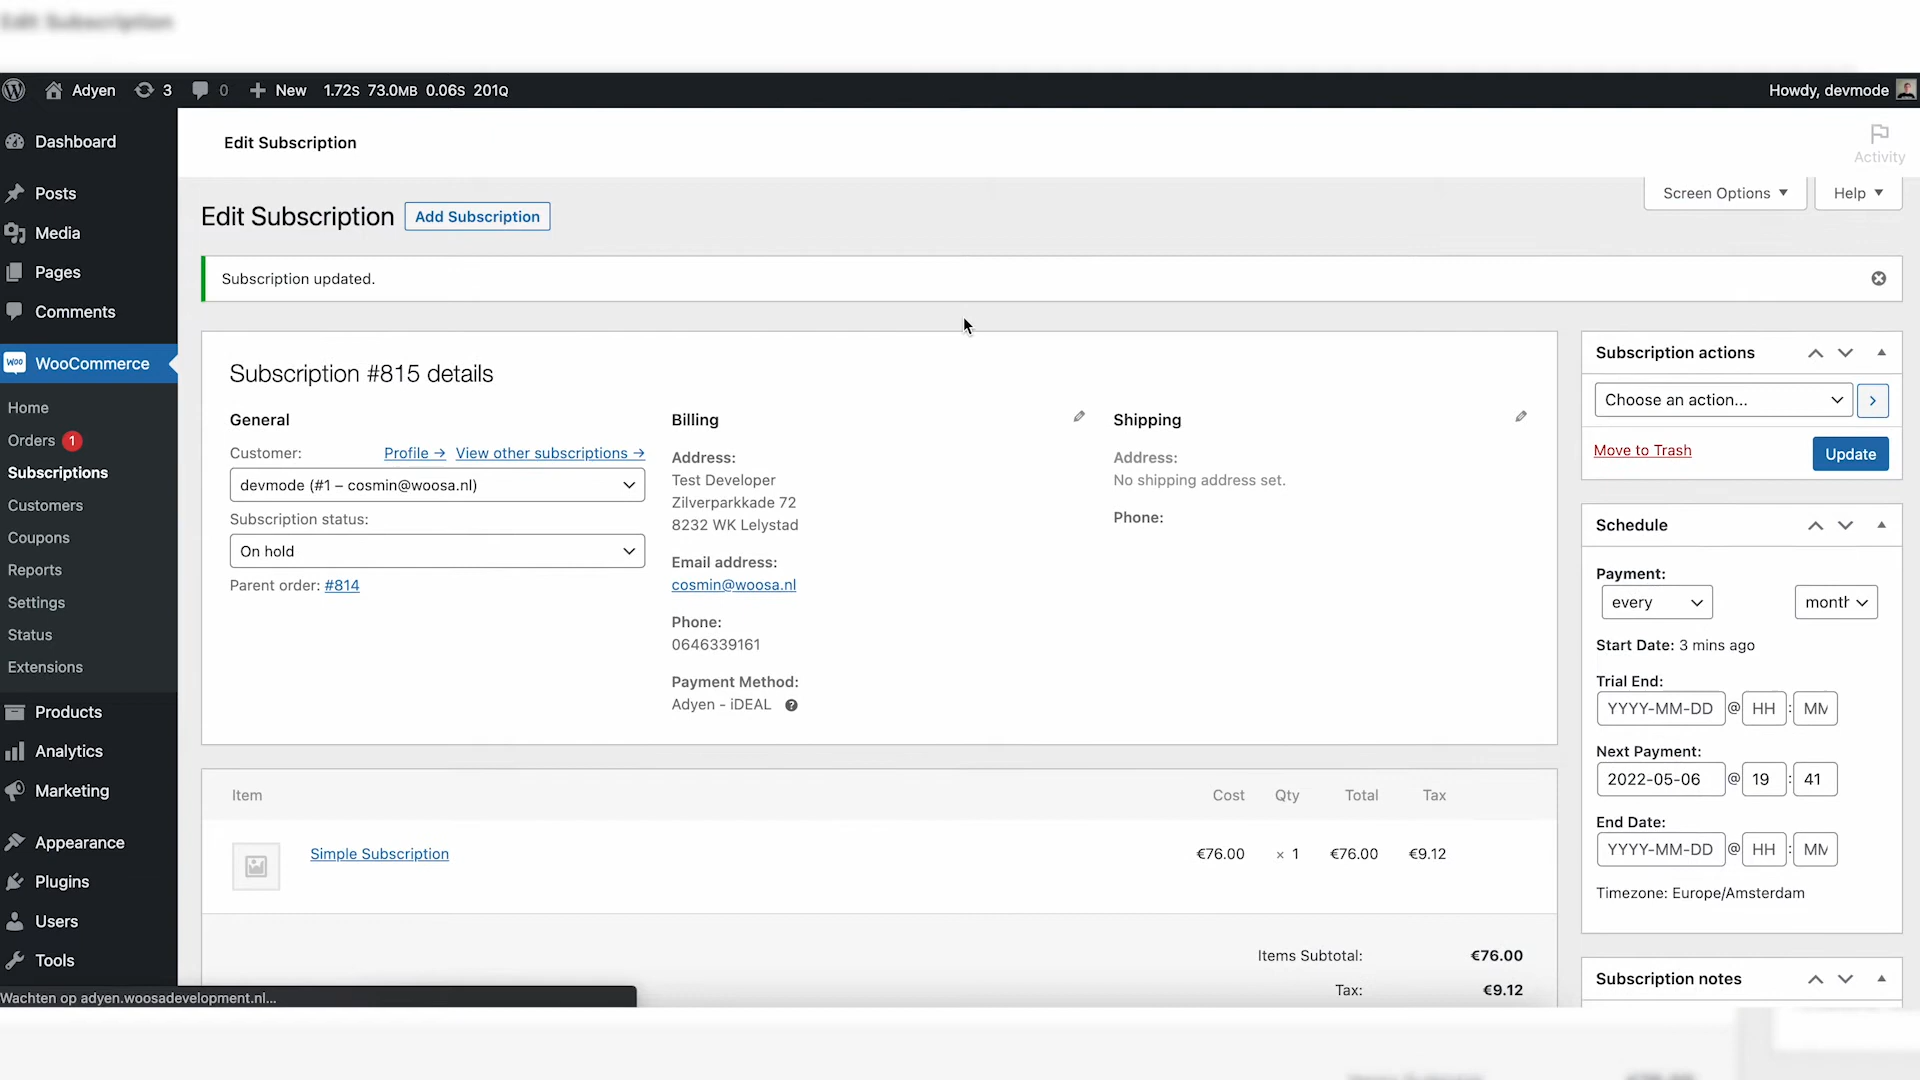 Edit Subscription
Adyen 3 0 New 1.72s 73.0MB 0.06s 201Q
Howdy, devmode
Dashboard
Posts
Media
Pages
Comments
WOO WooCommerce
Home
Orders 1
Subscriptions
Customers
Coupons
Reports
Settings
Status
Extensions
Products
Analytics
Marketing
Appearance
Plugins
Users
Tools
Wachten op adyen.woosadevelopment.nl...
Edit Subscription
Activity
Screen Options ▼
Help ▼
Edit Subscription Add Subscription
Subscription updated.
Subscription #815 details
General
Customer: Profile → View other subscriptions →
devmode (#1 – cosmin@woosa.nl)
Subscription status:
On hold
Parent order: #814
Billing
Address:
Test Developer
Zilverparkkade 72
8232 WK Lelystad
Email address:
cosmin@woosa.nl
Phone:
0646339161
Payment Method:
Adyen - iDEAL ?
Shipping
Address:
No shipping address set.
Phone:
Item Cost Qty Total Tax
Simple Subscription €76.00 × 1 €76.00 €9.12
Items Subtotal: €76.00
Tax: €9.12
Subscription actions
Choose an action...
Move to Trash Update
Schedule
Payment:
every month
Start Date: 3 mins ago
Trial End:
YYYY-MM-DD @ HH : MM
Next Payment:
2022-05-06 @ 19 : 41
End Date:
YYYY-MM-DD @ HH : MM
Timezone: Europe/Amsterdam
Subscription notes